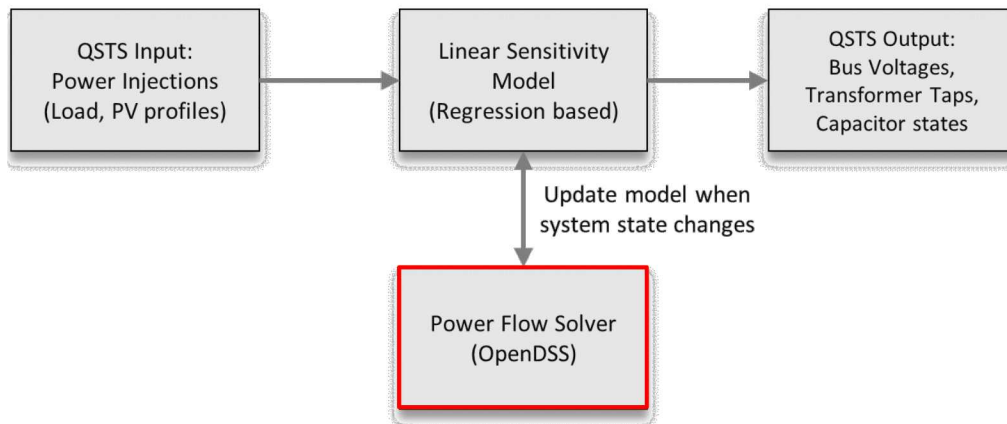 QSTS Input:
Power Injections
(Load, PV profiles)
Linear Sensitivity
Model
(Regression based)
QSTS Output:
Bus Voltages,
Transformer Taps,
Capacitor states
Update model when
system state changes
Power Flow Solver
(OpenDSS)